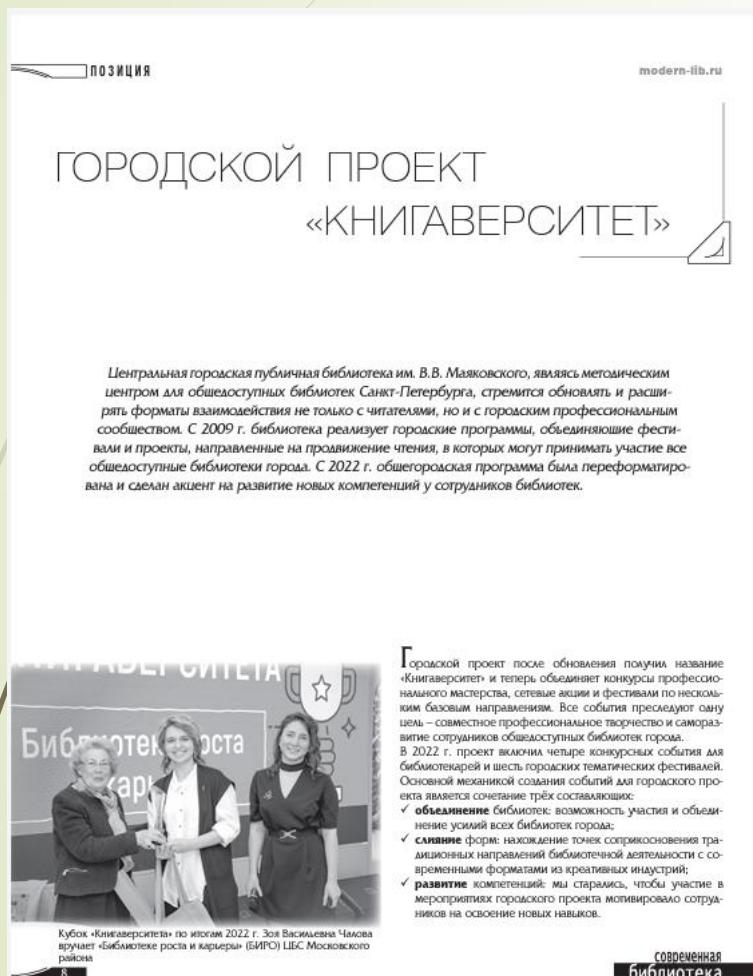 ПОЗИЦИЯ
modern-lib.ru
ГОРОДСКОЙ ПРОЕКТ
«КНИГАВЕРСИТЕТ»
Центральная городская публичная библиотека им. В.В. Маяковского, являясь методическим
центром для общедоступных библиотек Санкт-Петербурга, стремится обновлять и расши-
рять форматы взаимодействия не только с читателями, но и с городским профессиональным
сообществом. С 2009 г. библиотека реализует городские программы, объединяющие фести-
вали и проекты, направленные на продвижение чтения, в которых могут принимать участие все
общедоступные библиотеки города. С 2022 г. общегородская программа была переформатиро-
вана и сделан акцент на развитие новых компетенций у сотрудников библиотек.
КНИГАВЕРСИТЕТА
Библиотек роста
карь
Кубок «Книгаверситета» по итогам 2022 г. Зоя Васильевна Чалова
вручает «Библиотеке роста и карьеры» (БИРО) ЦБС Московского
района
Городской проект после обновления получил название
«Книгаверситет» и теперь объединяет конкурсы профессио-
нального мастерства, сетевые акции и фестивали по несколь-
ким базовым направлениям. Все события преследуют одну
цель – совместное профессиональное творчество и самораз-
витие сотрудников общедоступных библиотек города.
В 2022 г. проект включил четыре конкурсных события для
библиотекарей и шесть городских тематических фестивалей.
Основной механикой создания событий для городского про-
екта является сочетание трёх составляющих:
✓ объединение библиотек: возможность участия и объеди-
нение усилий всех библиотек города;
✓ слияние форм: нахождение точек соприкосновения тра-
диционных направлений библиотечной деятельности с со-
временными форматами из креативных индустрий;
✓ развитие компетенций: мы старались, чтобы участие в
мероприятиях городского проекта мотивировало сотруд-
ников на освоение новых навыков.
8
современная
библиотека